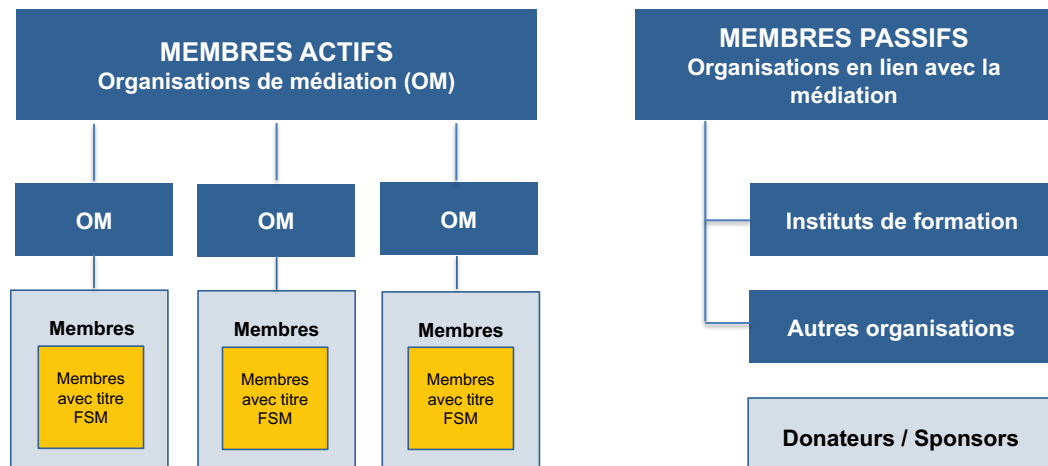 MEMBRES ACTIFS
Organisations de médiation (OM)
OM
OM
OM
Membres
Membres avec titre FSM
Membres
Membres avec titre FSM
Membres
Membres avec titre FSM
MEMBRES PASSIFS
Organisations en lien avec la
médiation
Instituts de formation
Autres organisations
Donateurs / Sponsors